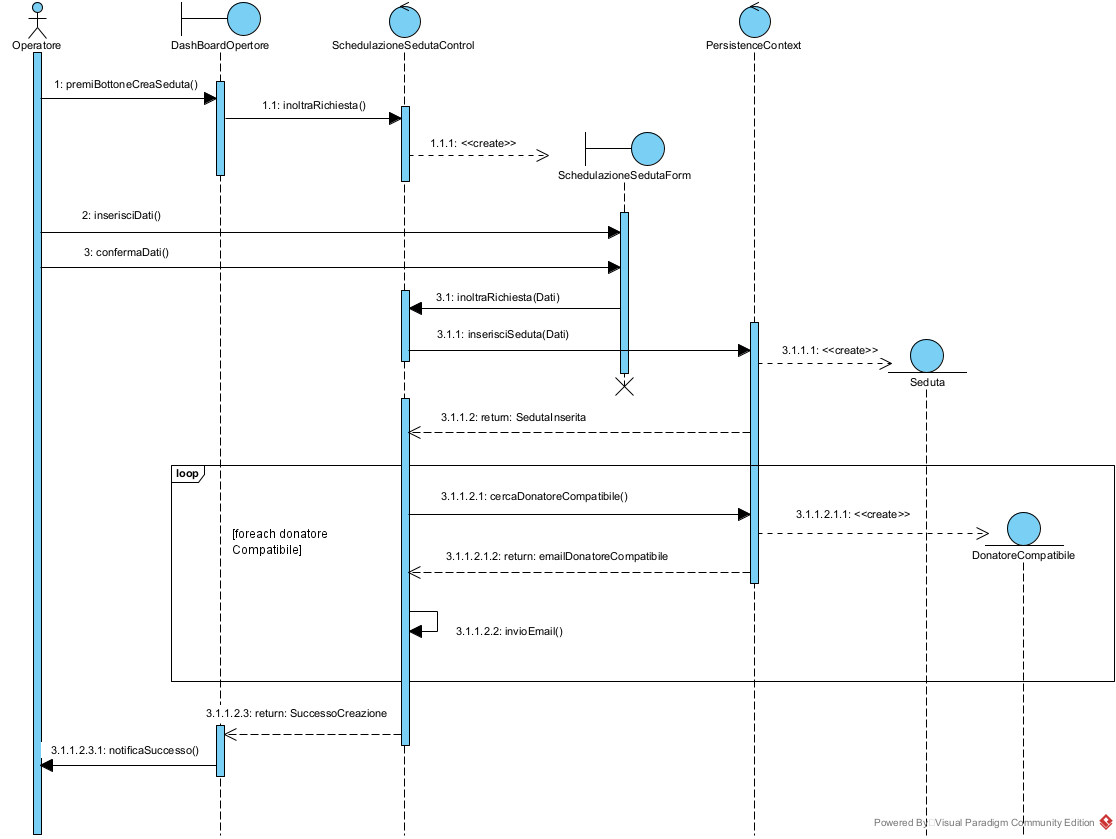 Operatore
DashBoardOpertore
SchedulazioneSedutaControl
PersistenceContext
1: premiBottoneCreaSeduta()
1.1: inoltraRichiesta()
1.1.1: <<create>>
SchedulazioneSedutaForm
2: inserisciDati()
3: confermaDati()
3.1: inoltraRichiesta(Dati)
3.1.1: inserisciSeduta(Dati)
3.1.1.1: <<create>>
Seduta
3.1.1.2: return: SedutaInserita
loop
3.1.1.2.1: cercaDonatoreCompatibile()
3.1.1.2.1.1: <<create>>
[foreach donatore
Compatibile]
DonatoreCompatibile
3.1.1.2.1.2: return: emailDonatoreCompatibile
3.1.1.2.2: invioEmail()
3.1.1.2.3: return: SuccessoCreazione
3.1.1.2.3.1: notificaSuccesso()
Powered By Visual Paradigm Community Edition